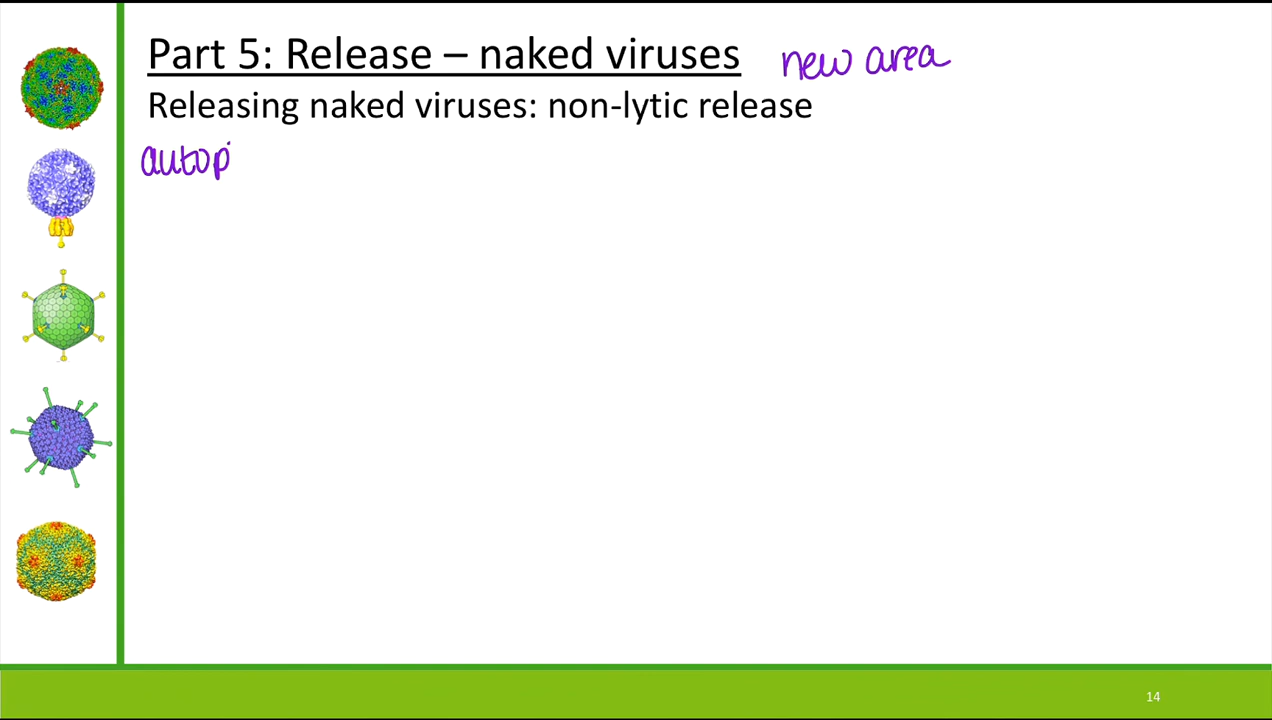 Part 5: Release – naked viruses new area
Releasing naked viruses: non-lytic release
autop
14